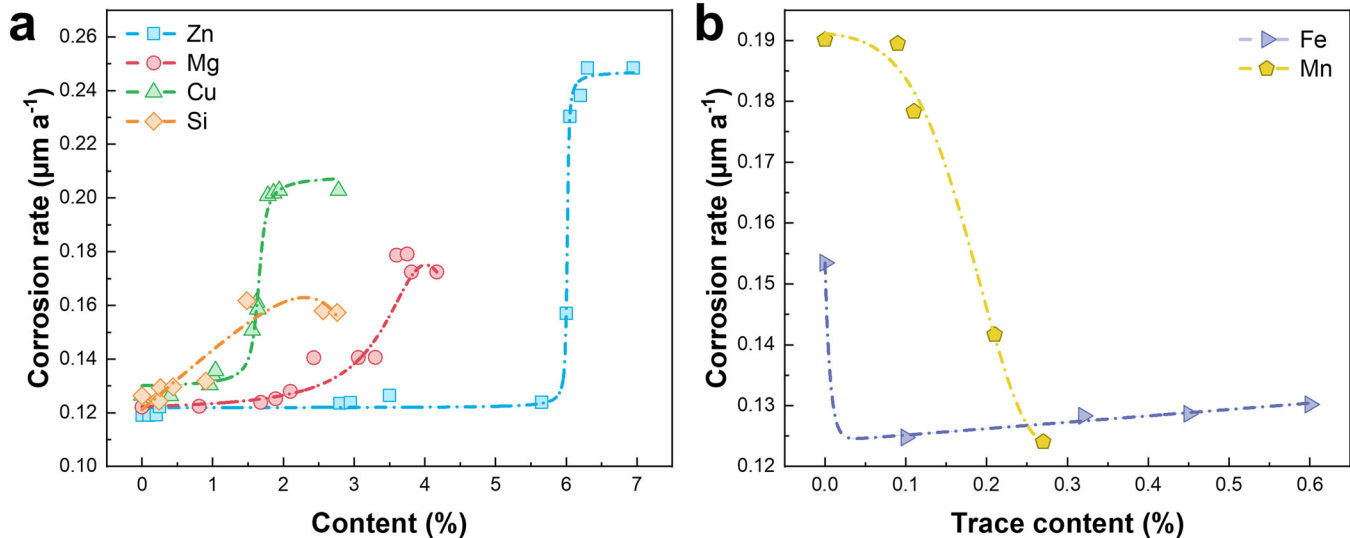 a
Corrosion rate (µm a⁻¹)
0.26
0.24
0.22
0.20
0.18
0.16
0.14
0.12
0.10
Zn
Mg
Cu
Si
0 1 2 3 4 5 6 7
Content (%)
b
Corrosion rate (µm a⁻¹)
0.19
0.18
0.17
0.16
0.15
0.14
0.13
0.12
Fe
Mn
0.0 0.1 0.2 0.3 0.4 0.5 0.6
Trace content (%)